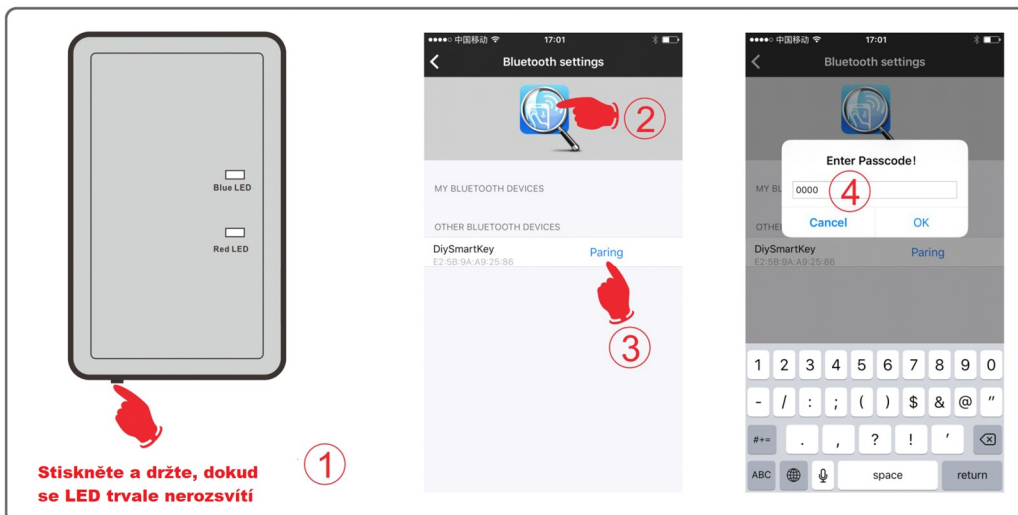 Blue LED
Red LED
Stiskněte a držte, dokud
se LED trvale nerozsvítí
1
中国移动 17:01
Bluetooth settings
2
MY BLUETOOTH DEVICES
OTHER BLUETOOTH DEVICES
DiySmartKey
E2:5B:9A:A9:25:86
Paring
3
中国移动 17:01
Bluetooth settings
Enter Passcode!
MY BL
0000
4
Cancel OK
OTHE
DiySmartKey
E2:5B:9A:A9:25:86
Paring
1 2 3 4 5 6 7 8 9 0
- / : ; ( ) $ & @ "
#+= . , ? ! '
ABC space return